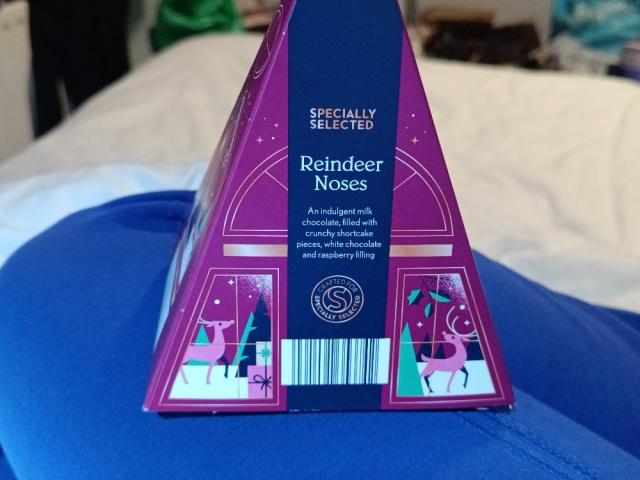 SPECIALLY
SELECTED
Reindeer
Noses
An indulgent milk
chocolate, filled with
crunchy shortcake
pieces, white chocolate
and raspberry filling
CRAFTED FOR
S
SPECIALLY SELECTED